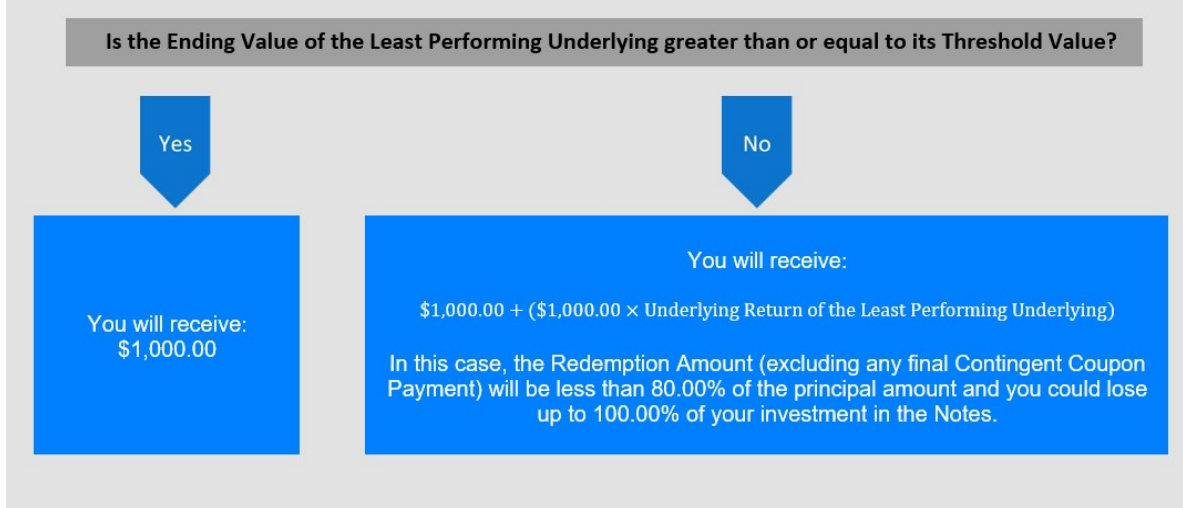 Is the Ending Value of the Least Performing Underlying greater than or equal to its Threshold Value?
Yes
No
You will receive:
$1,000.00
You will receive:
$1,000.00 + ($1,000.00 × Underlying Return of the Least Performing Underlying)
In this case, the Redemption Amount (excluding any final Contingent Coupon
Payment) will be less than 80.00% of the principal amount and you could lose
up to 100.00% of your investment in the Notes.